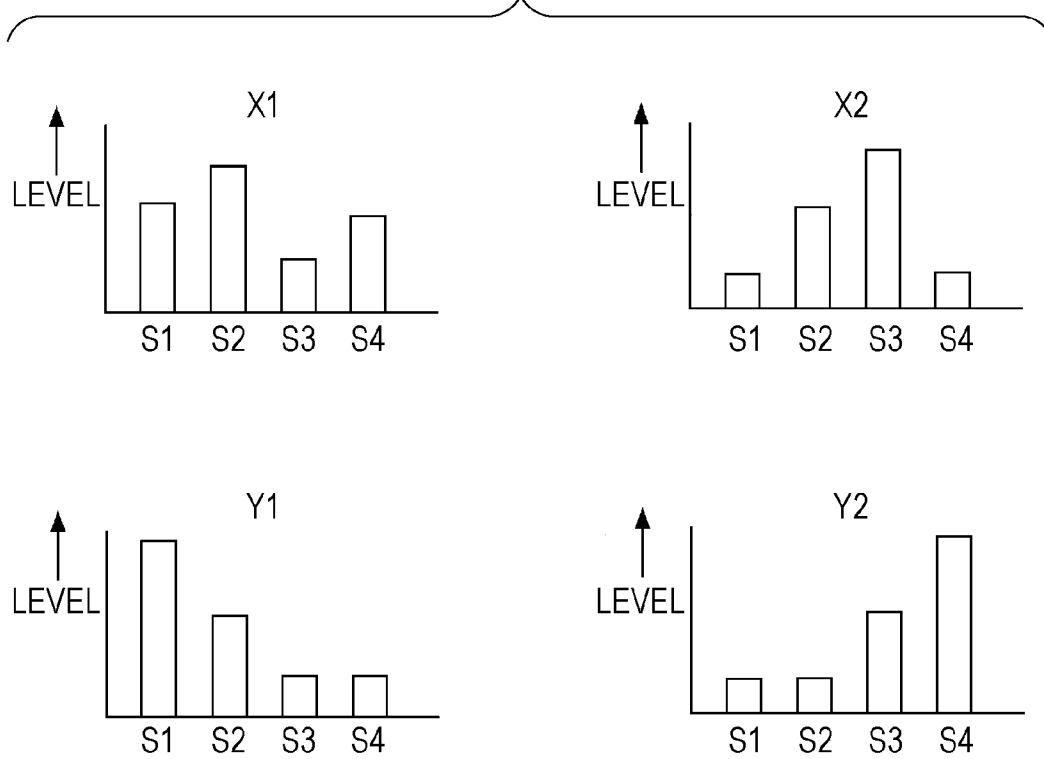 X1
X2
LEVEL
LEVEL
S1 S2 S3 S4
S1 S2 S3 S4
Y1
Y2
LEVEL
LEVEL
S1 S2 S3 S4
S1 S2 S3 S4